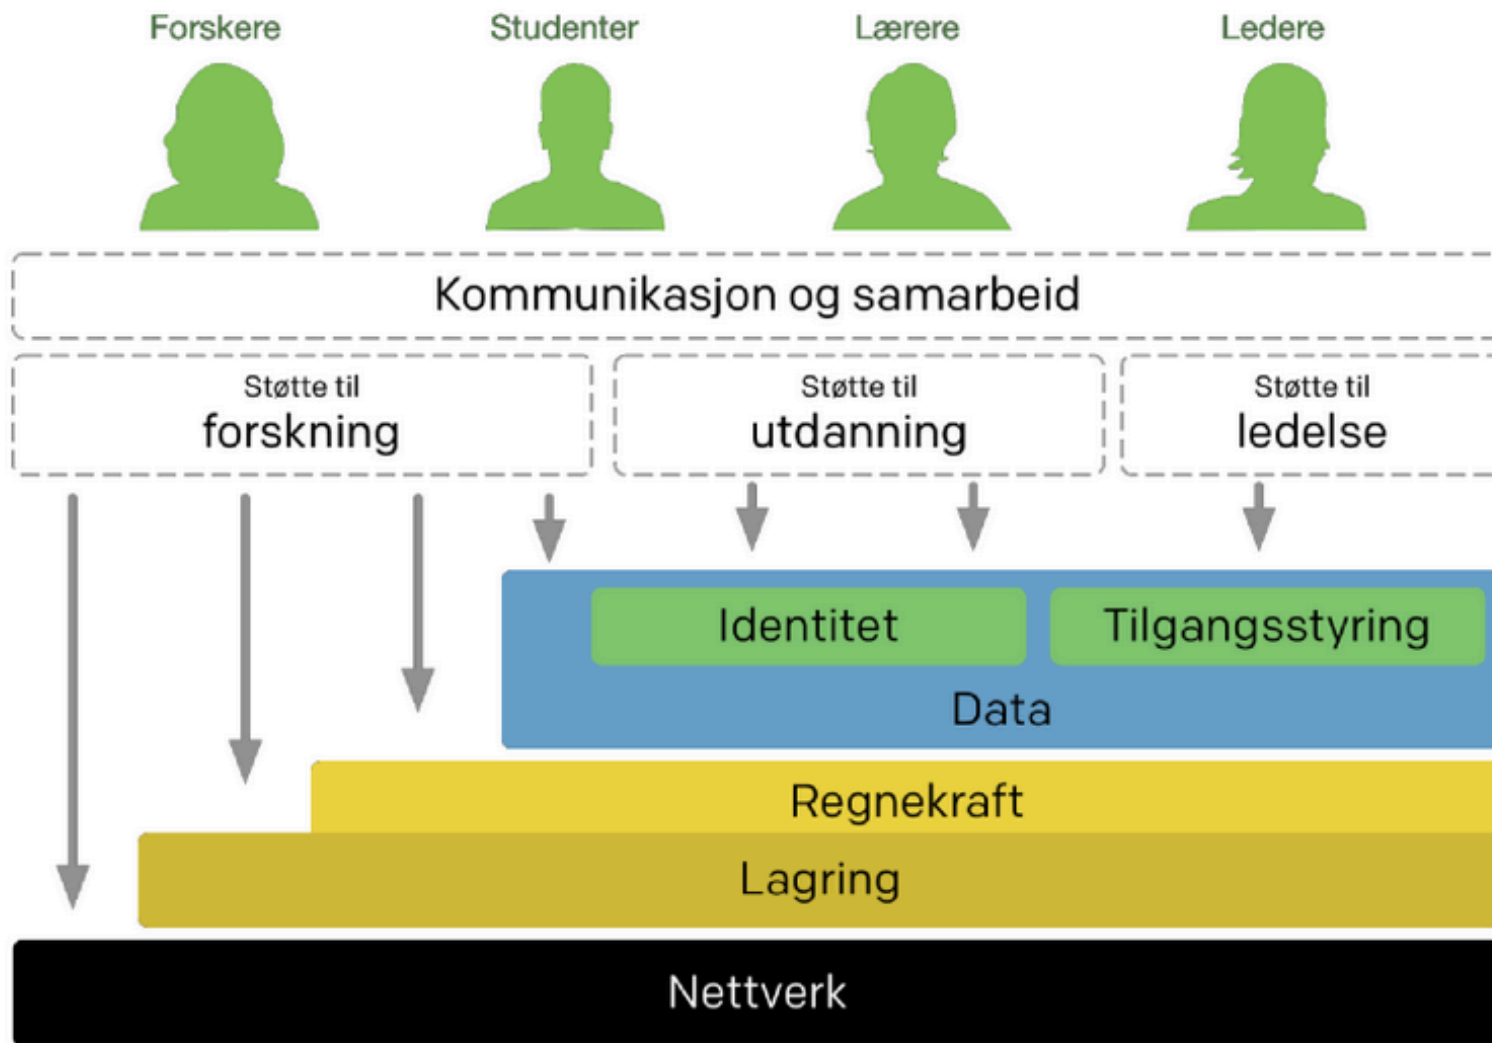 Forskere
Studenter
Lærere
Ledere
Kommunikasjon og samarbeid
Støtte til
forskning
Støtte til
utdanning
Støtte til
ledelse
Identitet
Tilgangsstyring
Data
Regnekraft
Lagring
Nettverk